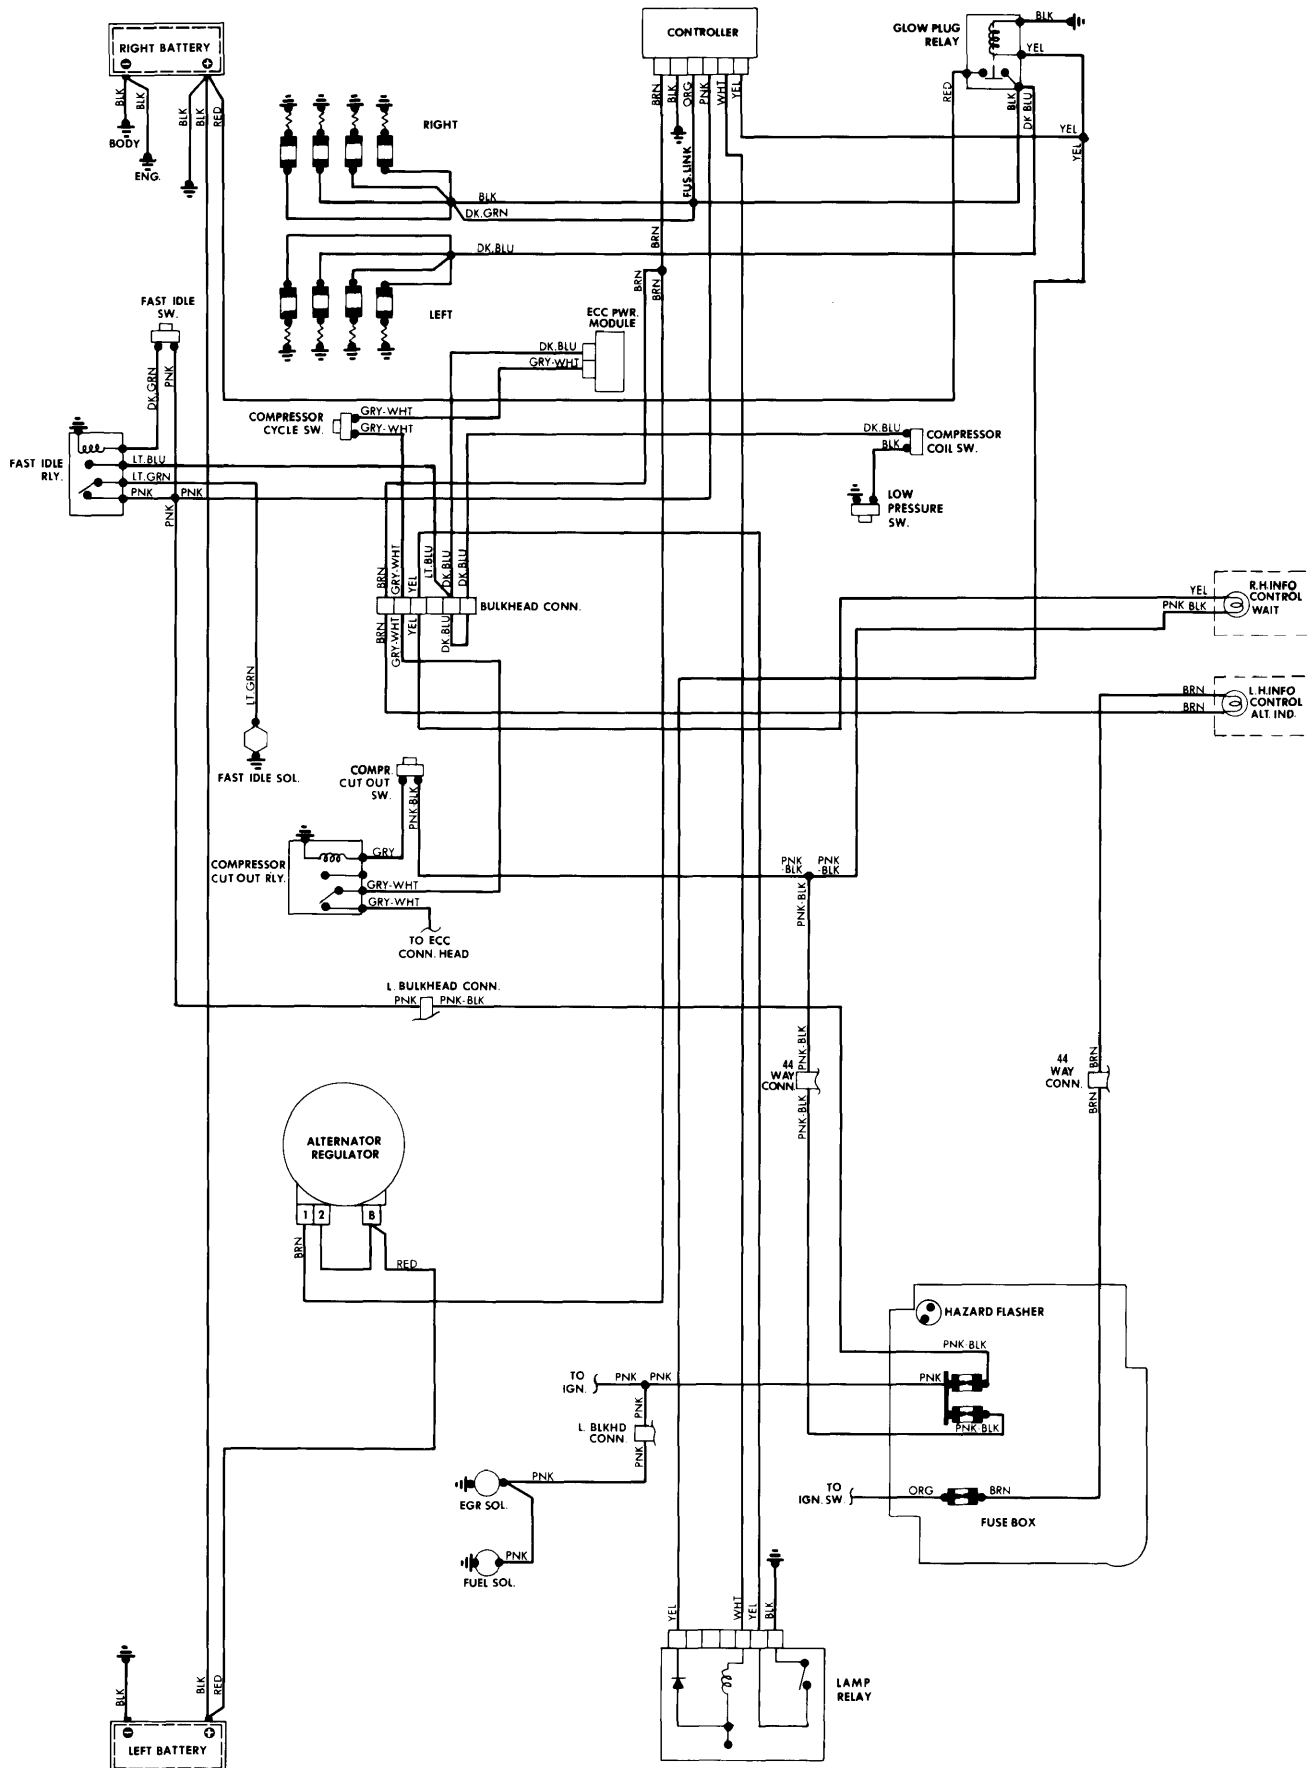 RIGHT BATTERY
BLK
BLK
BODY
ENG.
BLK
BLK
RED
CONTROLLER
BRN
BLK
ORG
PNK
WHT
YEL
FUS.LINK
GLOW PLUG
RELAY
BLK
YEL
RED
BLK
DK BLU
YEL
YEL
RIGHT
BLK
DK.GRN
BRN
DK.BLU
BRN
BRN
LEFT
FAST IDLE
SW.
DK.GRN
PNK
ECC PWR.
MODULE
DK.BLU
GRY-WHT
COMPRESSOR
CYCLE SW.
GRY-WHT
GRY-WHT
DK.BLU
BLK
COMPRESSOR
COIL SW.
FAST IDLE
RLY.
LT.BLU
LT.GRN
PNK
PNK
PNK
LOW
PRESSURE
SW.
BRN
GRY-WHT
YEL
LT.BLU
DK.BLU
DK.BLU
BULKHEAD CONN.
BRN
GRY-WHT
YEL
DK.BLU
YEL
PNK BLK
R.H.INFO
CONTROL
WAIT
BRN
BRN
L.H.INFO
CONTROL
ALT. IND.
LT.GRN
FAST IDLE SOL.
COMPR.
CUT OUT
SW.
PNK-BLK
COMPRESSOR
CUT OUT RLY.
GRY
GRY-WHT
GRY-WHT
TO ECC
CONN. HEAD
PNK
-BLK
PNK
-BLK
PNK-BLK
L. BULKHEAD CONN.
PNK
PNK-BLK
PNK-BLK
44
WAY
CONN.
PNK-BLK
BRN
44
WAY
CONN.
BRN
ALTERNATOR
REGULATOR
1
2
B
BRN
RED
HAZARD FLASHER
PNK-BLK
TO
IGN.
PNK
PNK
PNK
PNK
L. BLKHD
CONN.
PNK
PNK-BLK
PNK
EGR SOL.
TO
IGN. SW.
ORG
BRN
FUSE BOX
PNK
FUEL SOL.
YEL
WHT
YEL
BLK
LAMP
RELAY
BLK
BLK
RED
LEFT BATTERY